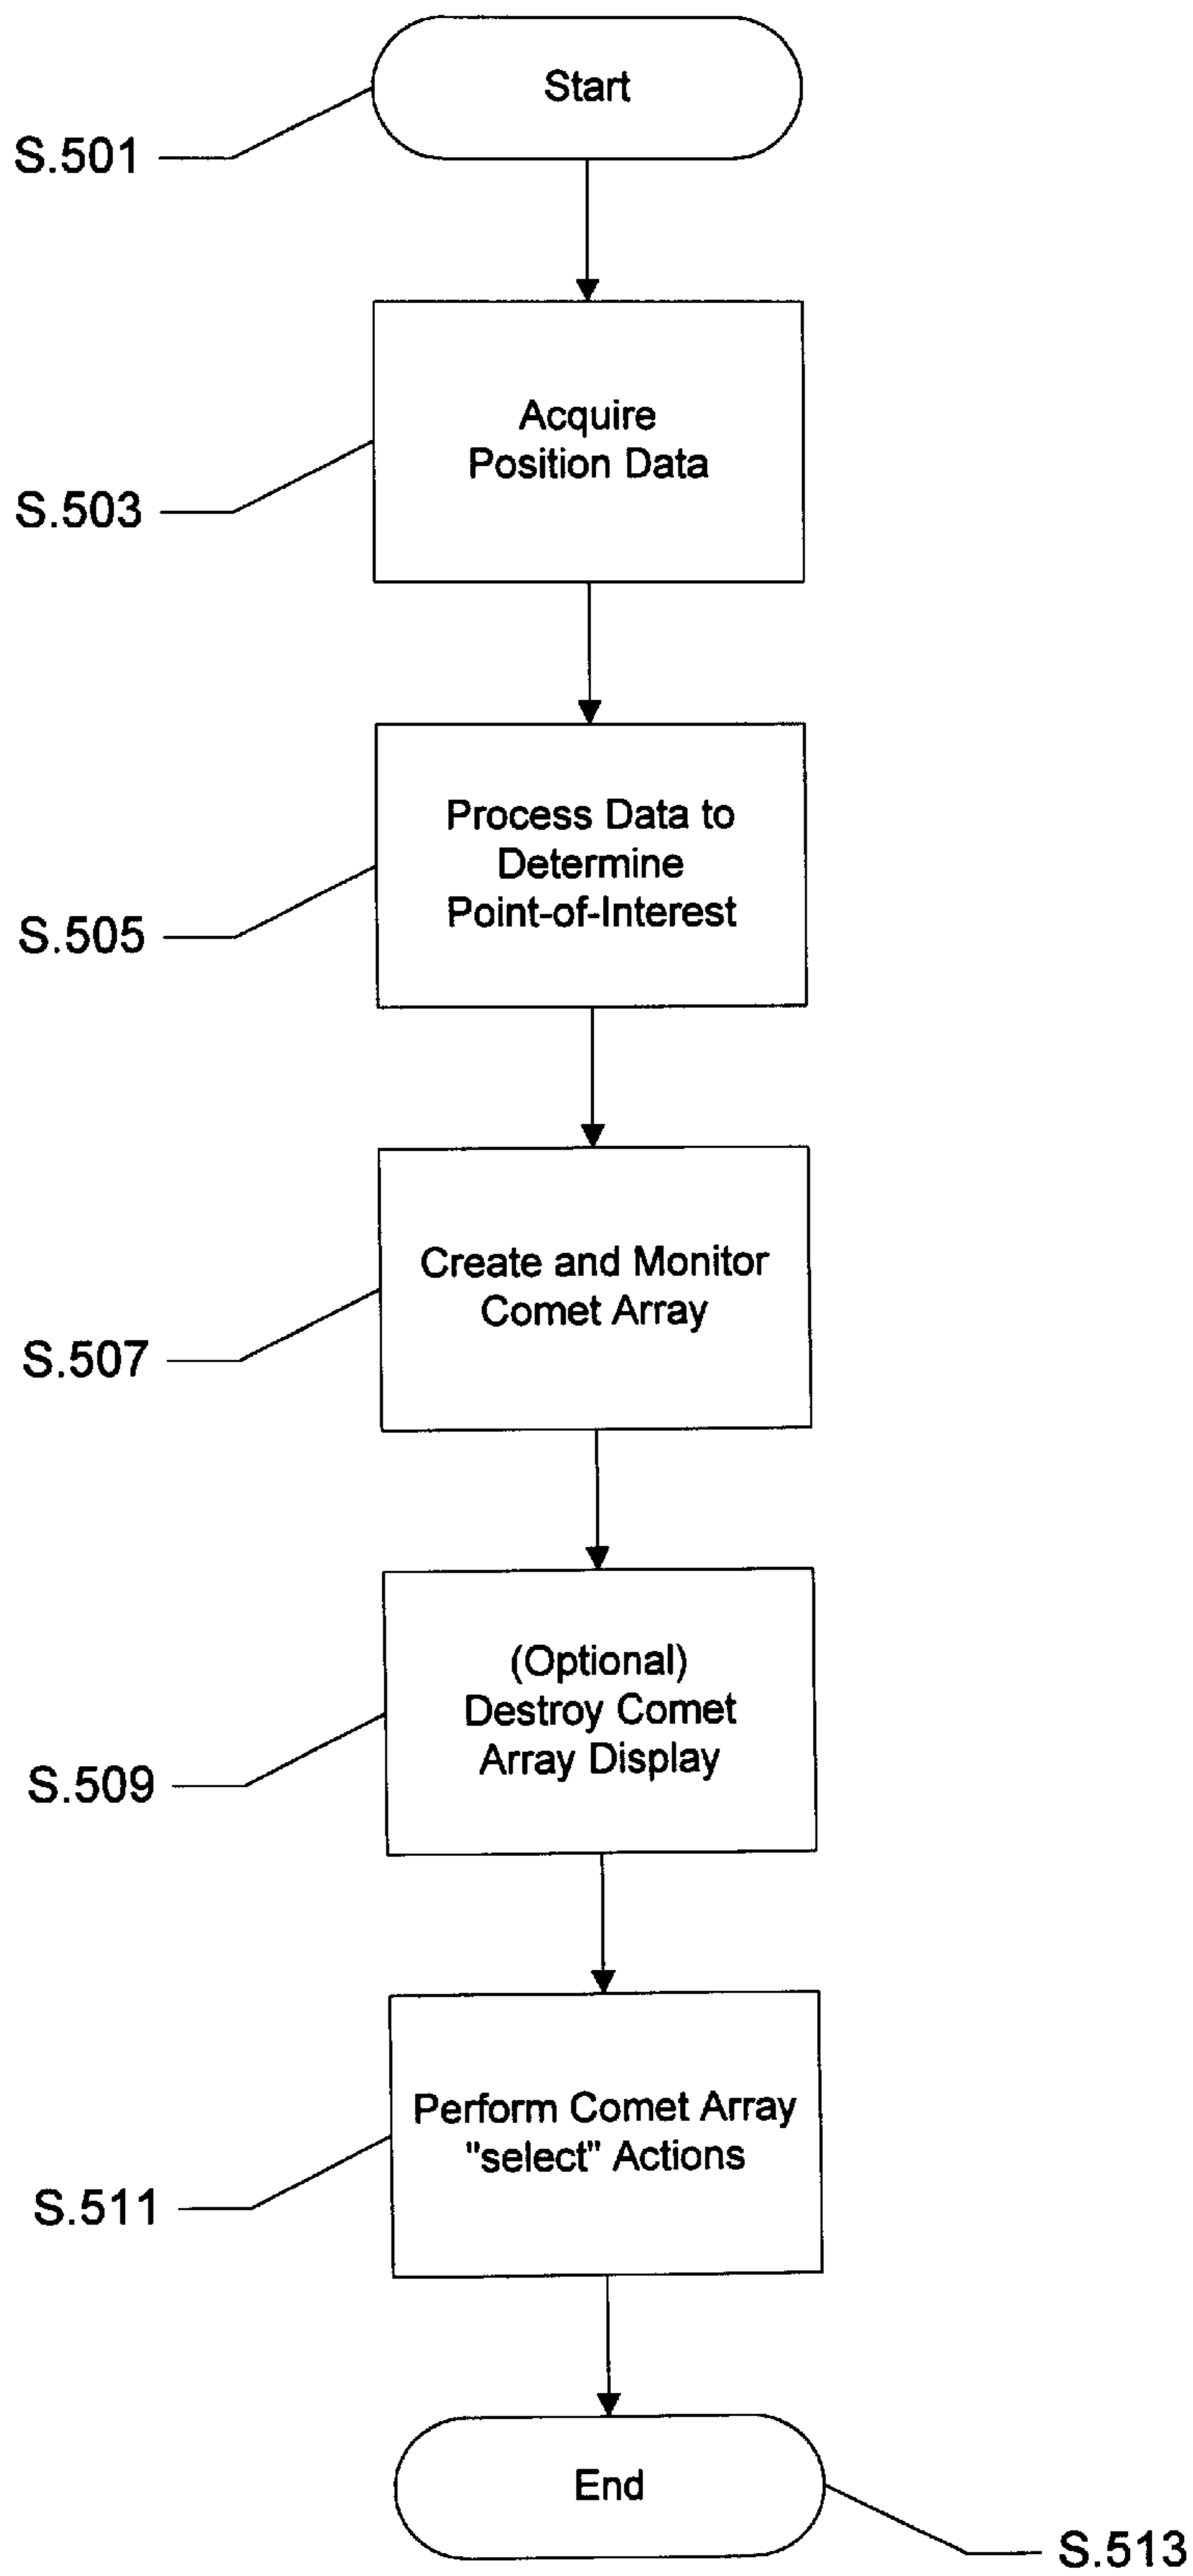 Start
S.501
Acquire
Position Data
S.503
Process Data to
Determine
Point-of-Interest
S.505
Create and Monitor
Comet Array
S.507
(Optional)
Destroy Comet
Array Display
S.509
Perform Comet Array
"select" Actions
S.511
End
S.513